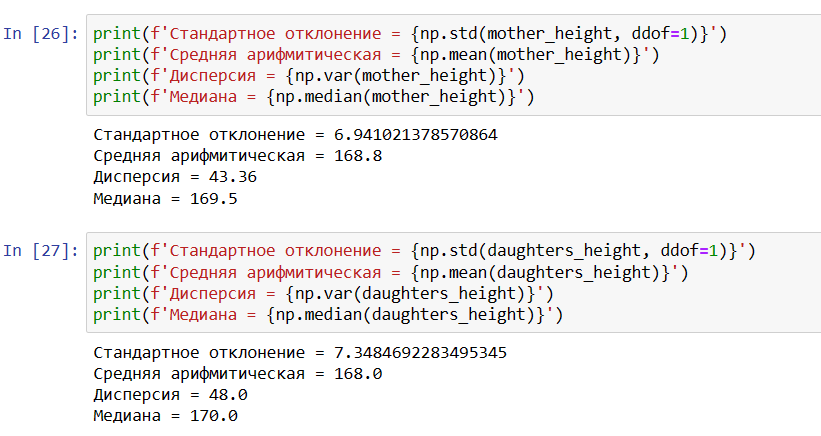 In [26]: print(f'Стандартное отклонение = {np.std(mother_height, ddof=1)}')
print(f'Средняя арифмитическая = {np.mean(mother_height)}')
print(f'Дисперсия = {np.var(mother_height)}')
print(f'Медиана = {np.median(mother_height)}')
Стандартное отклонение = 6.941021378570864
Средняя арифмитическая = 168.8
Дисперсия = 43.36
Медиана = 169.5
In [27]: print(f'Стандартное отклонение = {np.std(daughters_height, ddof=1)}')
print(f'Средняя арифмитическая = {np.mean(daughters_height)}')
print(f'Дисперсия = {np.var(daughters_height)}')
print(f'Медиана = {np.median(daughters_height)}')
Стандартное отклонение = 7.3484692283495345
Средняя арифмитическая = 168.0
Дисперсия = 48.0
Медиана = 170.0